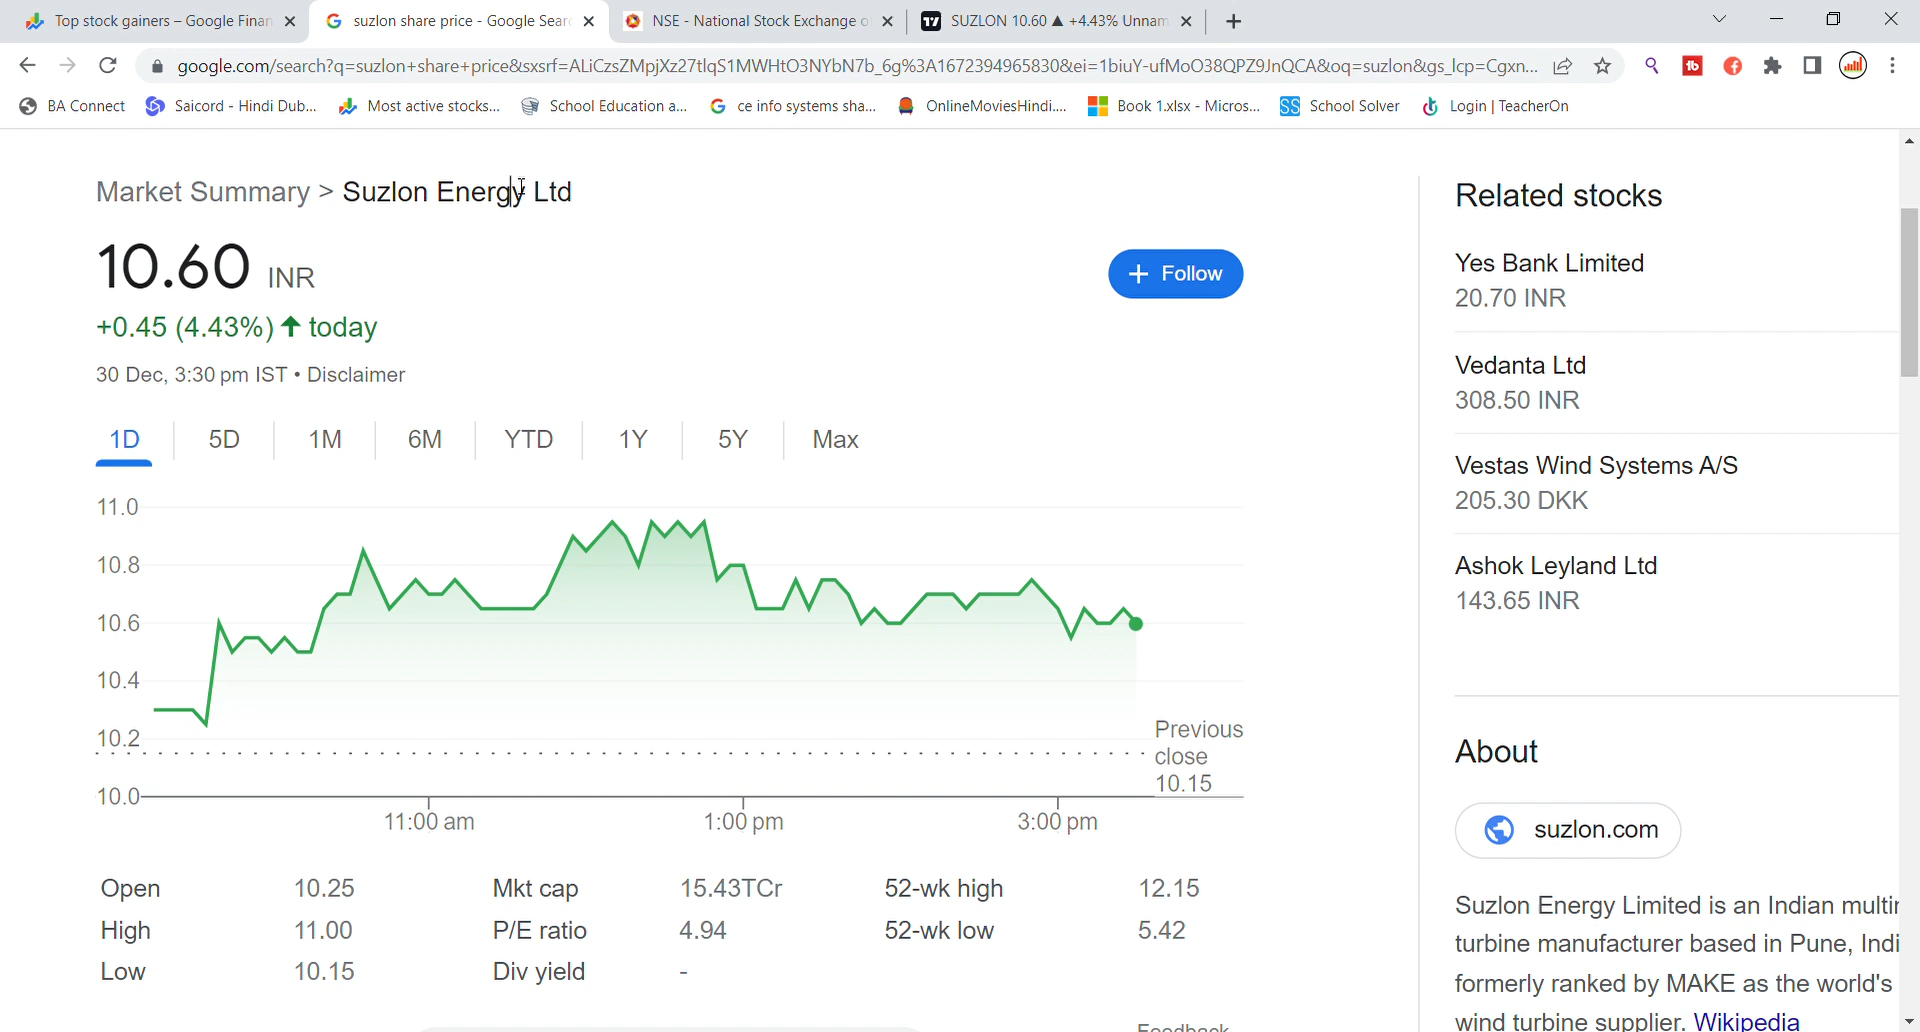 Top stock gainers – Google Finan
suzlon share price - Google Sear
NSE - National Stock Exchange o
SUZLON 10.60 ▲ +4.43% Unnam
google.com/search?q=suzlon+share+price&sxsrf=ALiCzsZMpjXz27tlqS1MWHtO3NYbN7b_6g%3A1672394965830&ei=1biuY-ufMoO38QPZ9JnQCA&oq=suzlon&gs_lcp=Cgxn...
BA Connect
Saicord - Hindi Dub...
Most active stocks...
School Education a...
ce info systems sha...
OnlineMoviesHindi....
Book 1.xlsx - Micros...
School Solver
Login | TeacherOn
Market Summary > Suzlon Energy Ltd
10.60 INR
+ Follow
+0.45 (4.43%) ↑ today
30 Dec, 3:30 pm IST • Disclaimer
1D 5D 1M 6M YTD 1Y 5Y Max
11.0
10.8
10.6
10.4
10.2
10.0
Previous
close
10.15
11:00 am 1:00 pm 3:00 pm
Open 10.25 Mkt cap 15.43TCr 52-wk high 12.15
High 11.00 P/E ratio 4.94 52-wk low 5.42
Low 10.15 Div yield -
Related stocks
Yes Bank Limited
20.70 INR
Vedanta Ltd
308.50 INR
Vestas Wind Systems A/S
205.30 DKK
Ashok Leyland Ltd
143.65 INR
About
suzlon.com
Suzlon Energy Limited is an Indian multin
turbine manufacturer based in Pune, Indi
formerly ranked by MAKE as the world's
wind turbine supplier. Wikipedia
Feedback